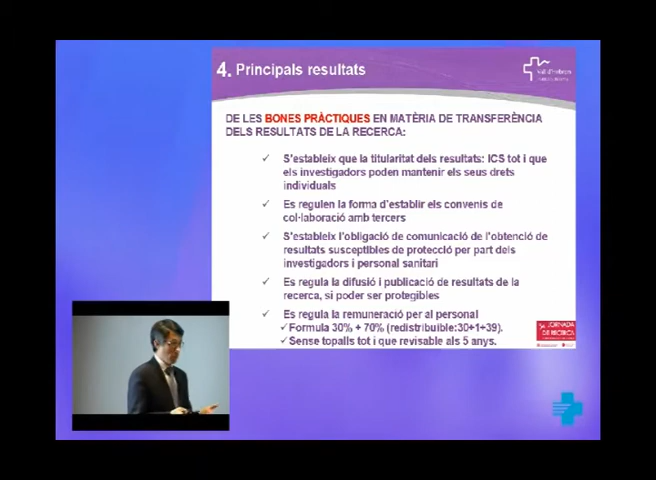 4. Principals resultats
Vall d'Hebron
DE LES BONES PRÀCTIQUES EN MATÈRIA DE TRANSFERÈNCIA
DELS RESULTATS DE LA RECERCA:
✓ S'estableix que la titularitat dels resultats: ICS tot i que
els investigadors poden mantenir els seus drets
individuals
✓ Es regulen la forma d'establir els convenis de
col·laboració amb tercers
✓ S'estableix l'obligació de comunicació de l'obtenció de
resultats susceptibles de protecció per part dels
investigadors i personal sanitari
✓ Es regula la difusió i publicació de resultats de la
recerca, si poder ser protegibles
✓ Es regula la remuneració per al personal
✓Formula 30% + 70% (redistribuible:30+1+39).
✓Sense topalls tot i que revisable als 5 anys.
JORNADA
DE RECERCA